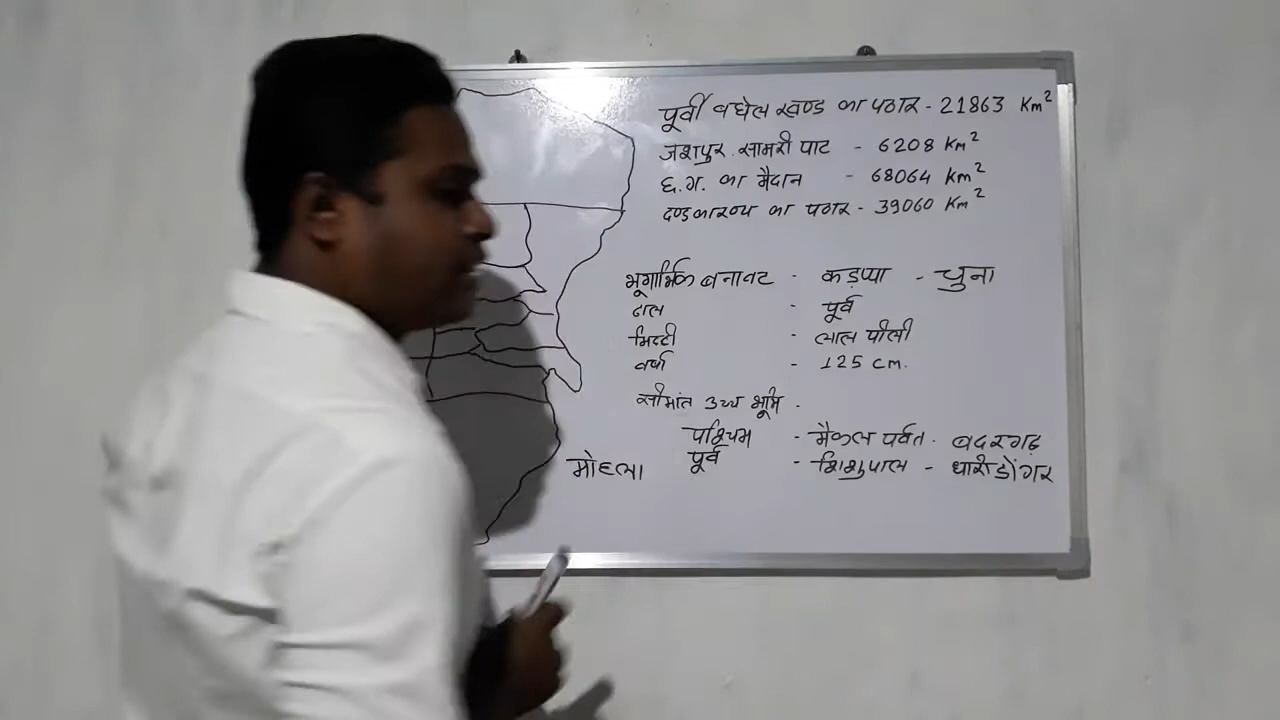 पूर्वी बघेल खण्ड का पठार - 21863 Km²
जशपुर सामरी पाट - 6208 Km²
छ.ग. का मैदान - 68064 Km²
दण्डकारण्य का पठार - 39060 Km²
भूगर्भिक बनावट - कड़प्पा - चुना
ढाल - पूर्व
मिट्टी - लाल पीली
वर्षा - 125 cm.
सीमांत उच्च भूमि .
पश्चिम - मैकल पर्वत. बदरगढ़
मोहला पूर्व - शिशुपाल - धारीडोंगर